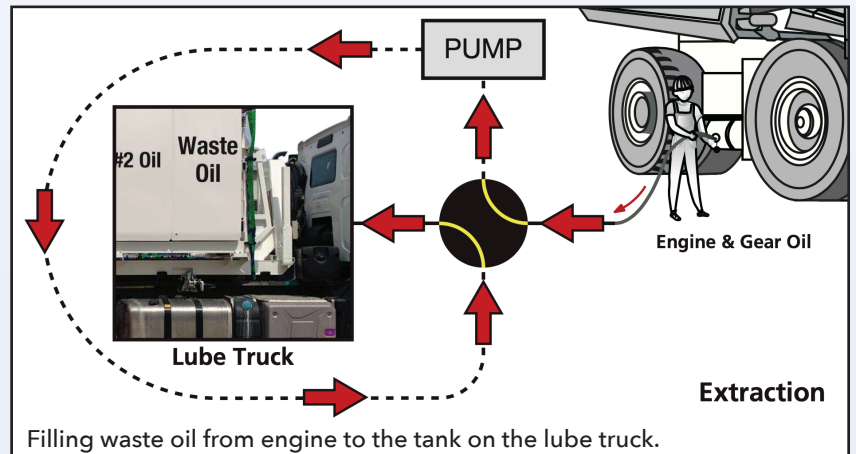 PUMP
#2 Oil
Waste
Oil
Engine & Gear Oil
Lube Truck
Extraction
Filling waste oil from engine to the tank on the lube truck.